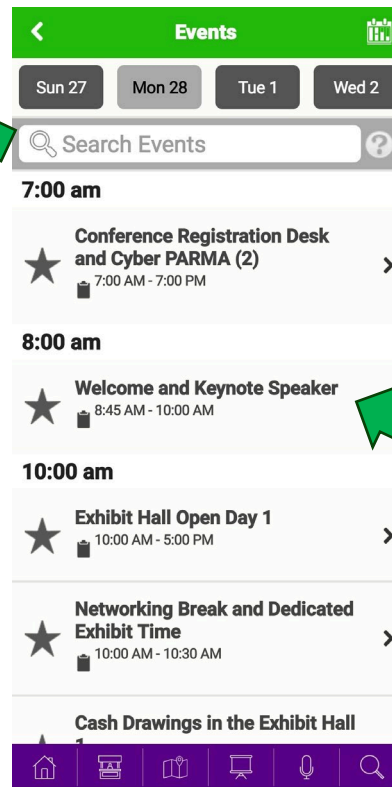 Events
Sun 27 Mon 28 Tue 1 Wed 2
Search Events ?
7:00 am
Conference Registration Desk
and Cyber PARMA (2)
7:00 AM - 7:00 PM
8:00 am
Welcome and Keynote Speaker
8:45 AM - 10:00 AM
10:00 am
Exhibit Hall Open Day 1
10:00 AM - 5:00 PM
Networking Break and Dedicated
Exhibit Time
10:00 AM - 10:30 AM
Cash Drawings in the Exhibit Hall